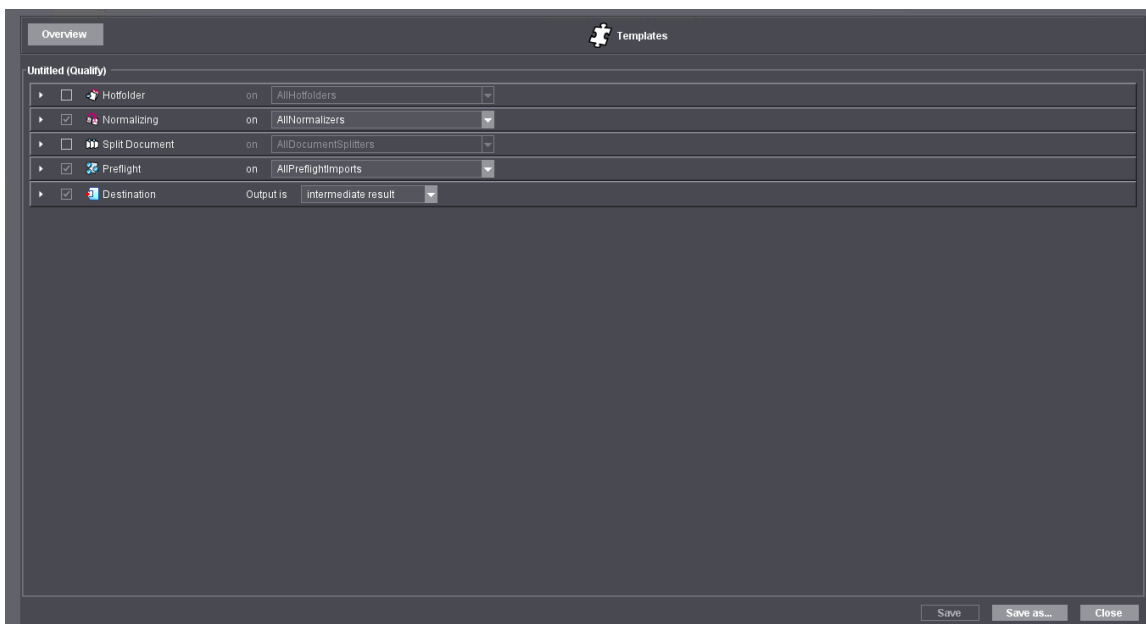 Overview
Templates
Untitled (Qualify)
Hotfolder on AllHotfolders
Normalizing on AllNormalizers
Split Document on AllDocumentSplitters
Preflight on AllPreflightImports
Destination Output is intermediate result
Save Save as... Close